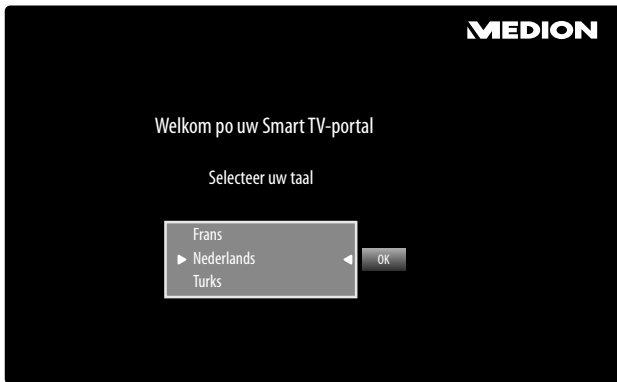 MEDION
Welkom po uw Smart TV-portal
Selecteer uw taal
Frans
Nederlands
OK
Turks